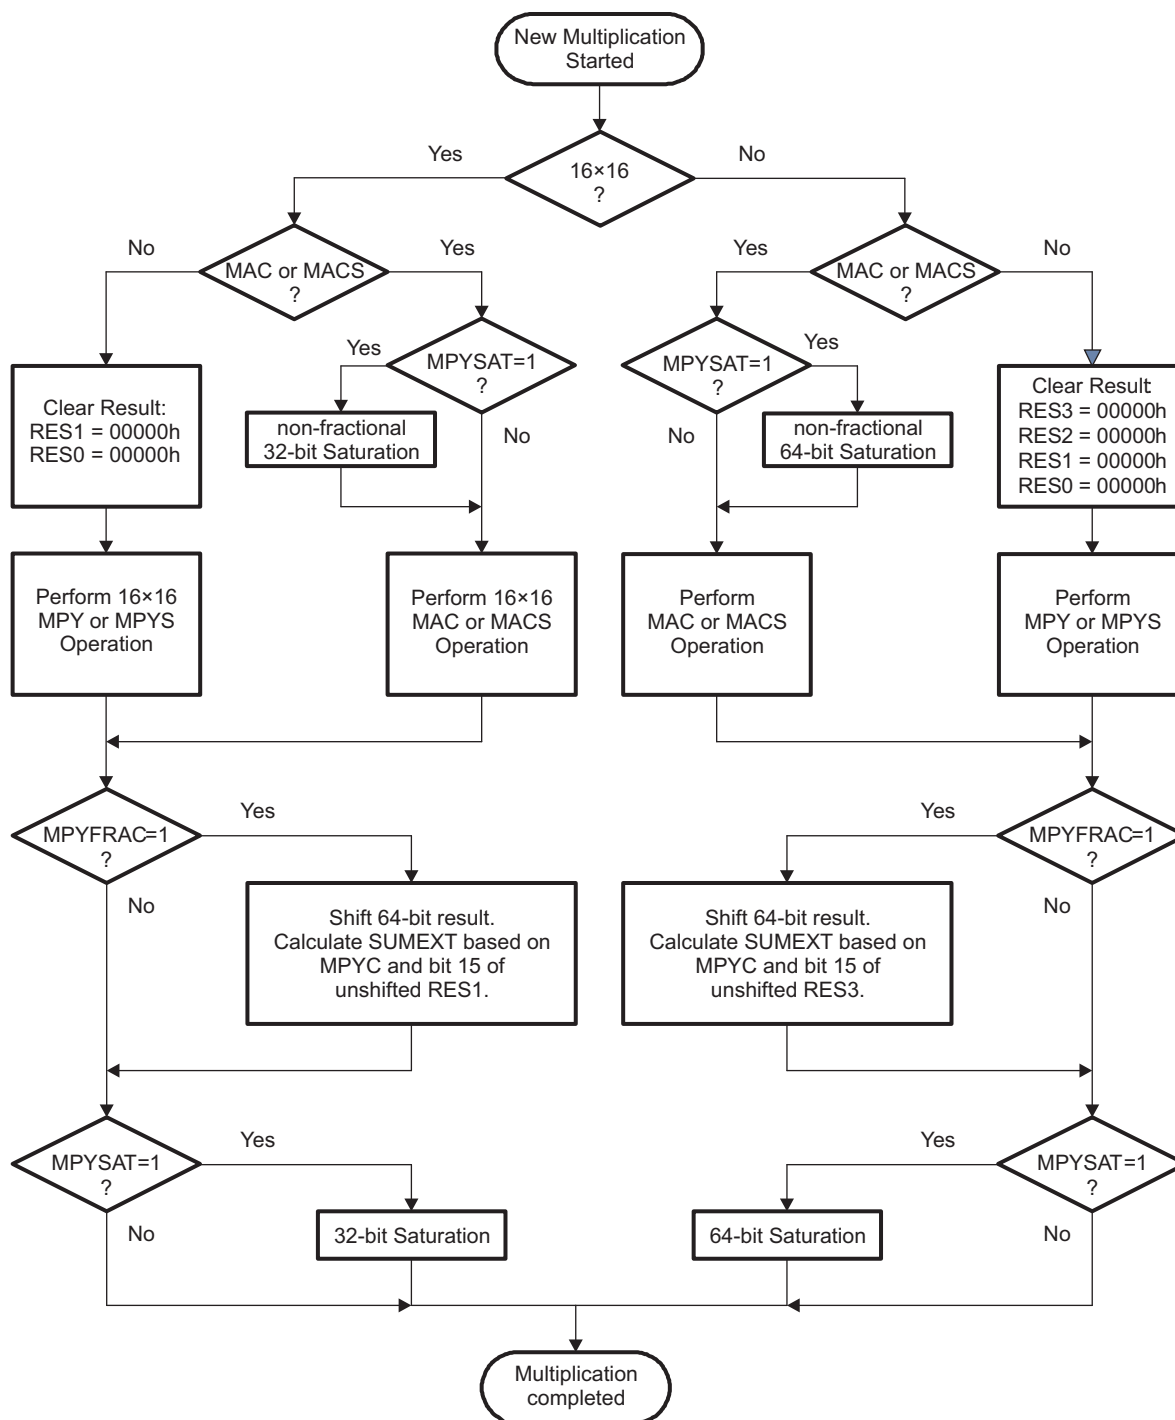 New Multiplication
Started
16×16
?
Yes
No
MAC or MACS
?
No
Yes
MAC or MACS
?
Yes
No
MPYSAT=1
?
Yes
No
MPYSAT=1
?
Yes
No
Clear Result:
RES1 = 00000h
RES0 = 00000h
non-fractional
32-bit Saturation
non-fractional
64-bit Saturation
Clear Result
RES3 = 00000h
RES2 = 00000h
RES1 = 00000h
RES0 = 00000h
Perform 16×16
MPY or MPYS
Operation
Perform 16×16
MAC or MACS
Operation
Perform
MAC or MACS
Operation
Perform
MPY or MPYS
Operation
MPYFRAC=1
?
Yes
No
MPYFRAC=1
?
Yes
No
Shift 64-bit result.
Calculate SUMEXT based on
MPYC and bit 15 of
unshifted RES1.
Shift 64-bit result.
Calculate SUMEXT based on
MPYC and bit 15 of
unshifted RES3.
MPYSAT=1
?
Yes
No
MPYSAT=1
?
Yes
No
32-bit Saturation
64-bit Saturation
Multiplication
completed